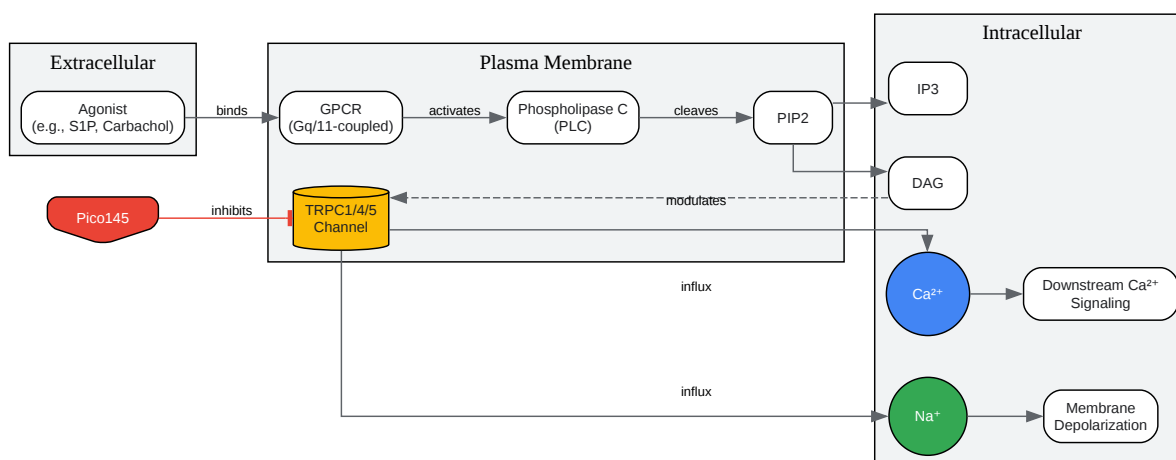 Extracellular
Plasma Membrane
Intracellular
Agonist
(e.g., S1P, Carbachol)
binds
GPCR
(Gq/11-coupled)
activates
Phospholipase C
(PLC)
cleaves
PIP2
IP3
DAG
modulates
Pico145
inhibits
TRPC1/4/5
Channel
influx
Ca²⁺
Downstream Ca²⁺
Signaling
influx
Na⁺
Membrane
Depolarization